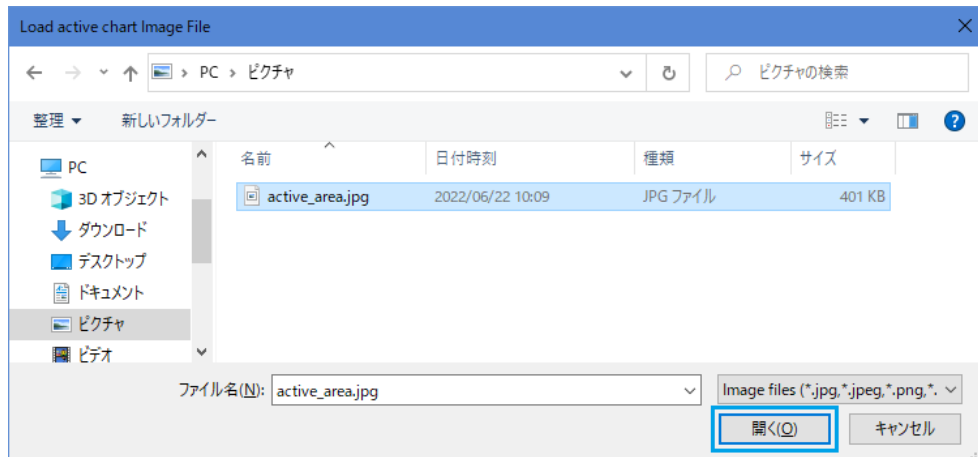 Load active chart Image File
PC › ピクチャ
ピクチャの検索
整理
新しいフォルダー
名前 日付時刻 種類 サイズ
PC
3D オブジェクト
ダウンロード
デスクトップ
ドキュメント
ピクチャ
ビデオ
active_area.jpg 2022/06/22 10:09 JPG ファイル 401 KB
ファイル名(N): active_area.jpg
Image files (*.jpg,*.jpeg,*.png,*.
開く(O) キャンセル